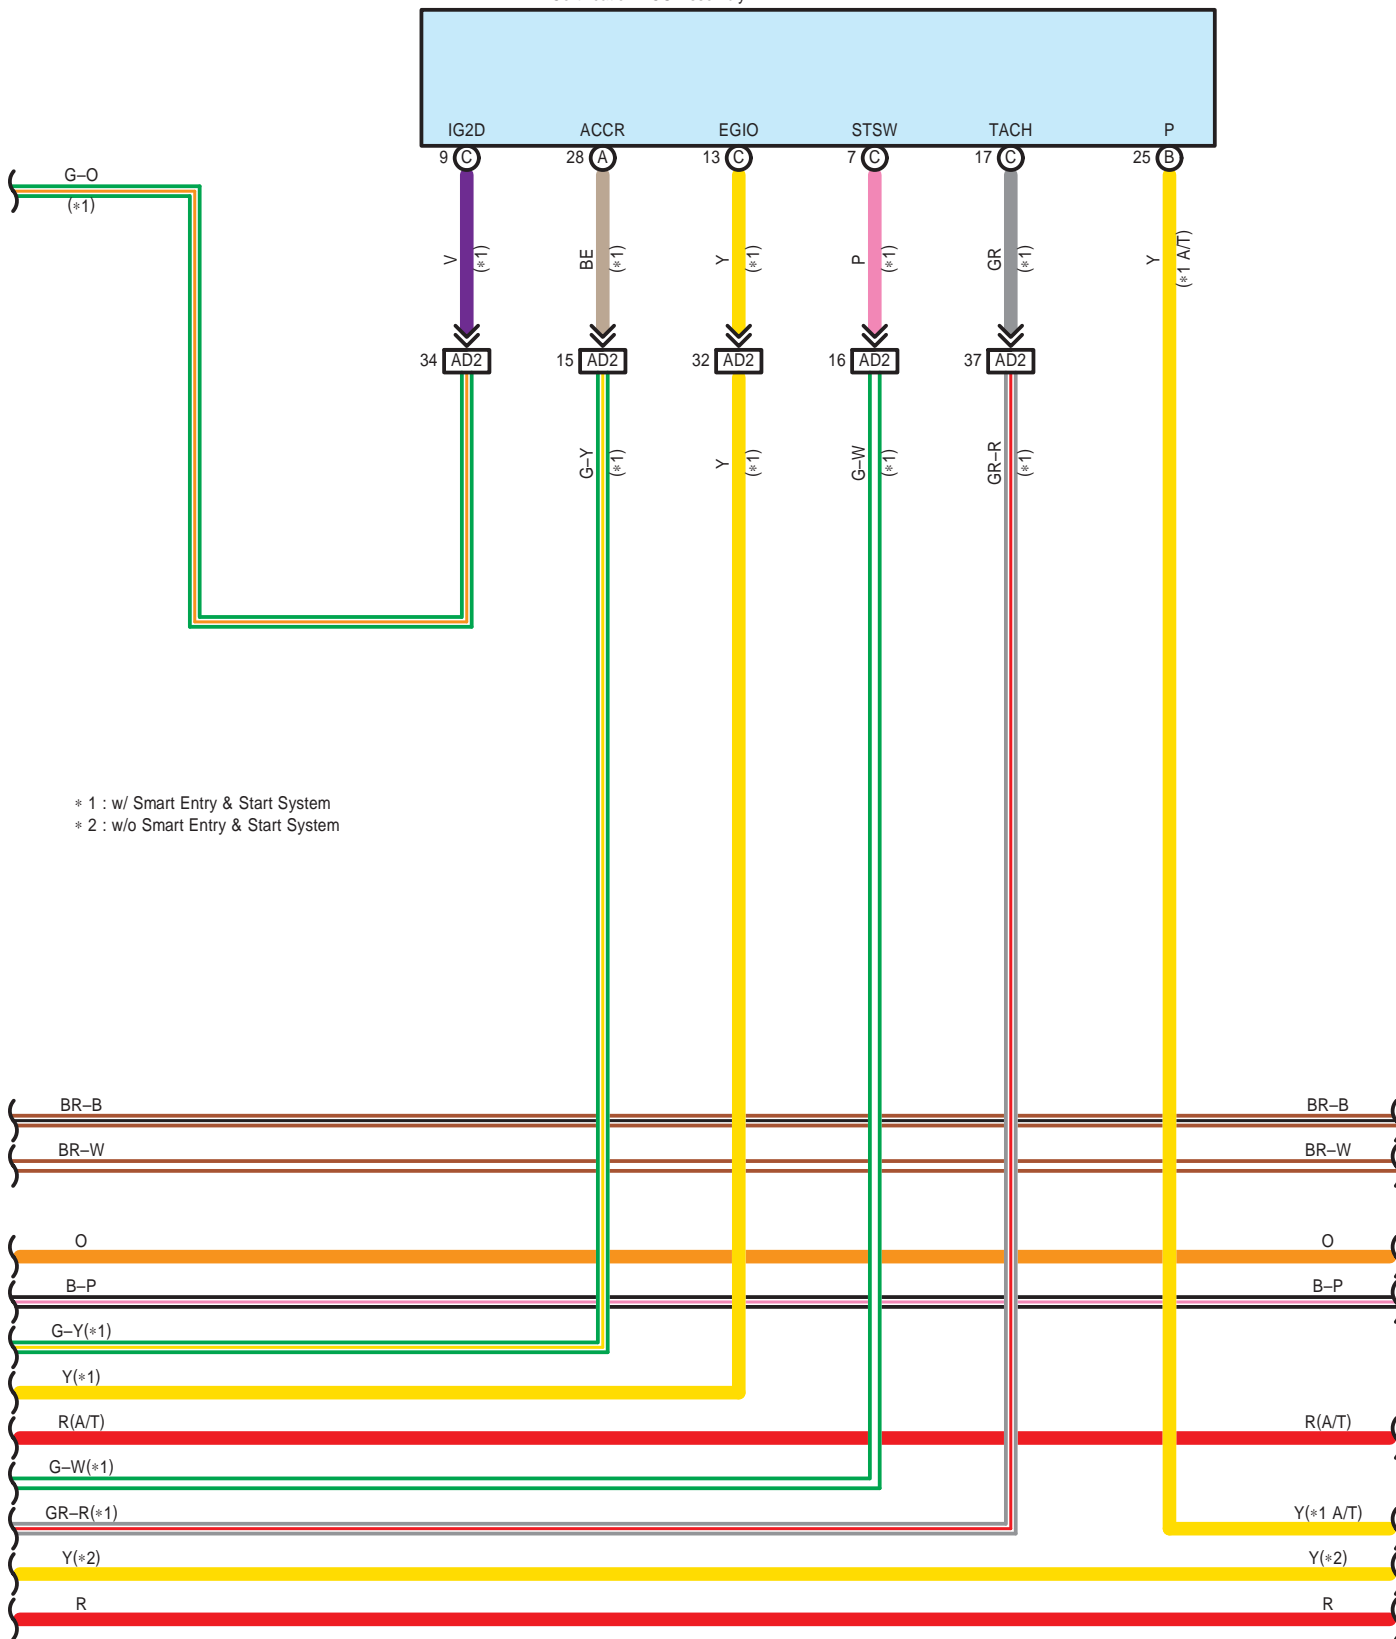 IG2D ACCR EGIO STSW TACH P
9 C 28 A 13 C 7 C 17 C 25 B
G–O
(*1)
V (*1) BE (*1) Y (*1) P (*1) GR (*1) Y (*1 A/T)
34 AD2 15 AD2 32 AD2 16 AD2 37 AD2
G–Y (*1) Y (*1) G–W (*1) GR–R (*1)
* 1 : w/ Smart Entry & Start System
* 2 : w/o Smart Entry & Start System
BR–B BR–B
BR–W BR–W
O O
B–P B–P
G–Y(*1)
Y(*1)
R(A/T) R(A/T)
G–W(*1)
GR–R(*1) Y(*1 A/T)
Y(*2) Y(*2)
R R